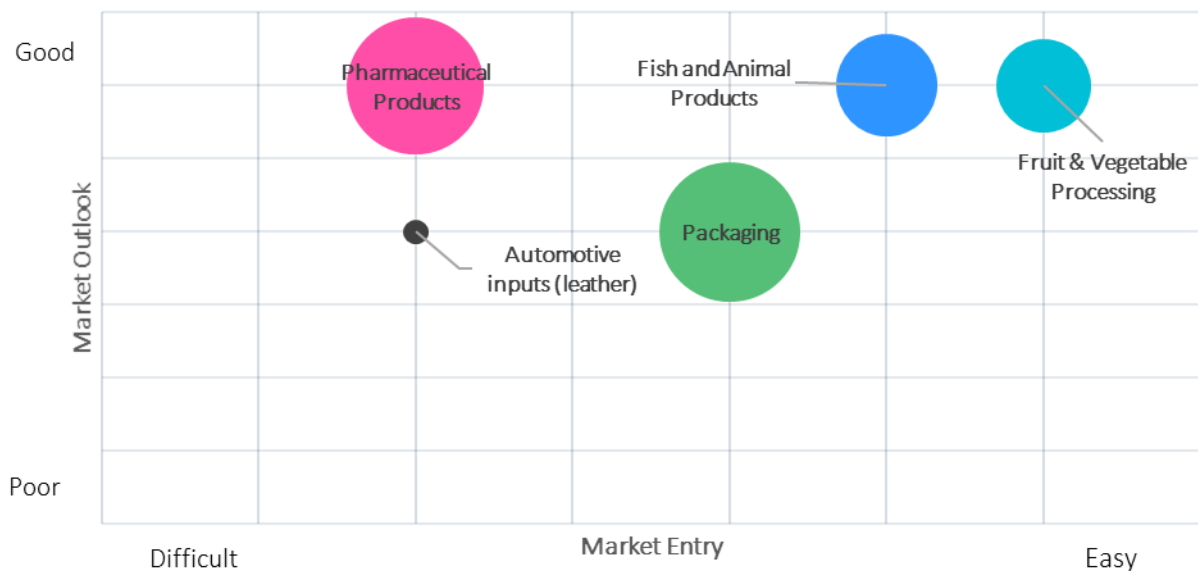 Good
Pharmaceutical
Products
Fish and Animal
Products
Fruit & Vegetable
Processing
Market Outlook
Packaging
Automotive
inputs (leather)
Poor
Difficult
Market Entry
Easy